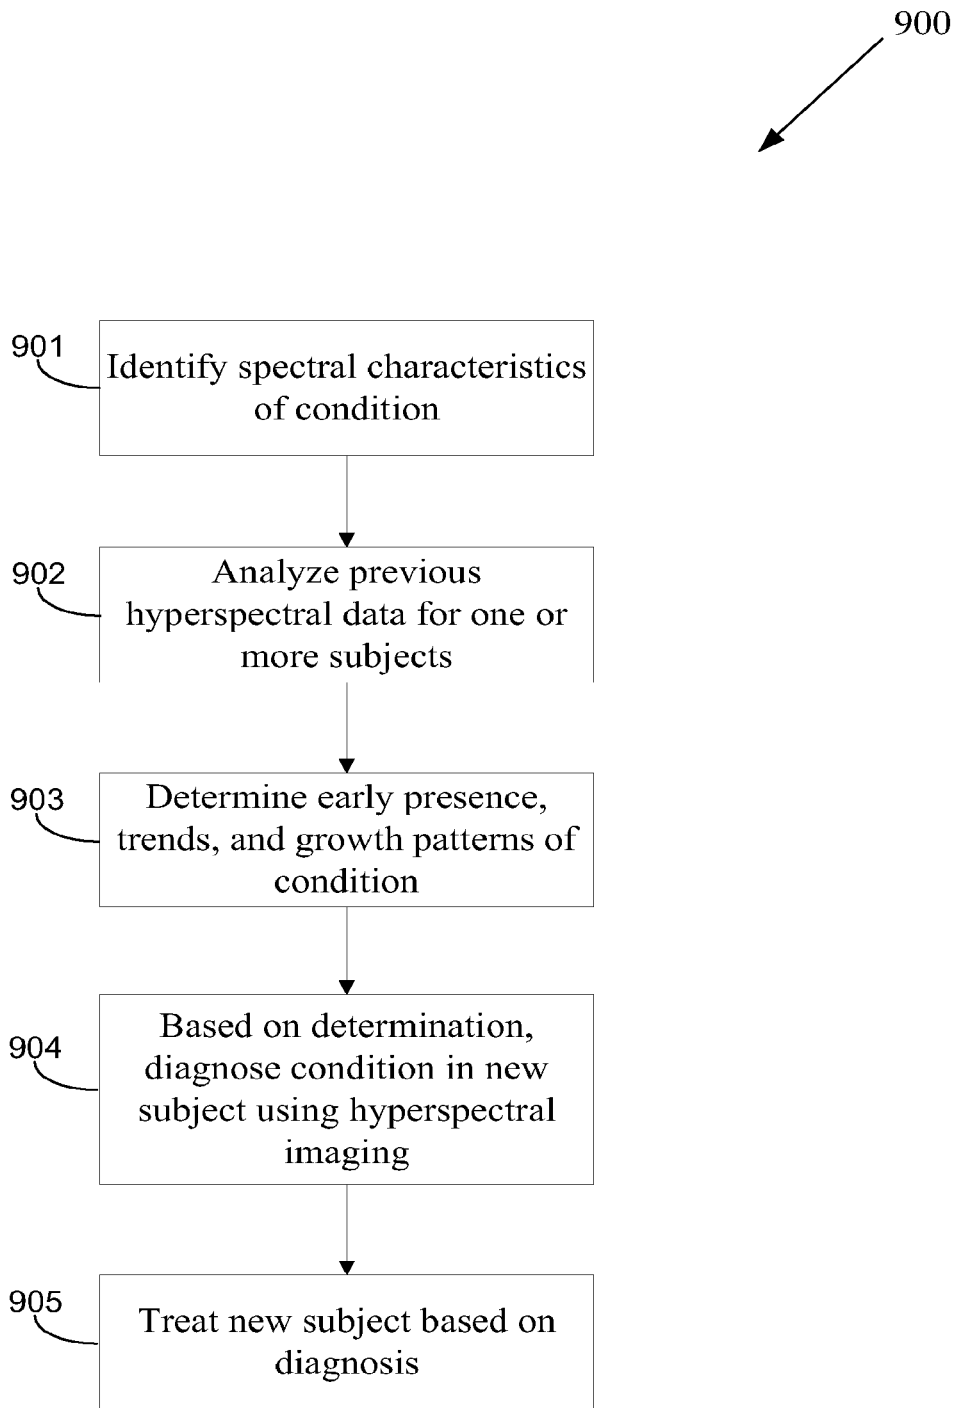 900
901
Identify spectral characteristics
of condition
902
Analyze previous
hyperspectral data for one or
more subjects
903
Determine early presence,
trends, and growth patterns of
condition
904
Based on determination,
diagnose condition in new
subject using hyperspectral
imaging
905
Treat new subject based on
diagnosis